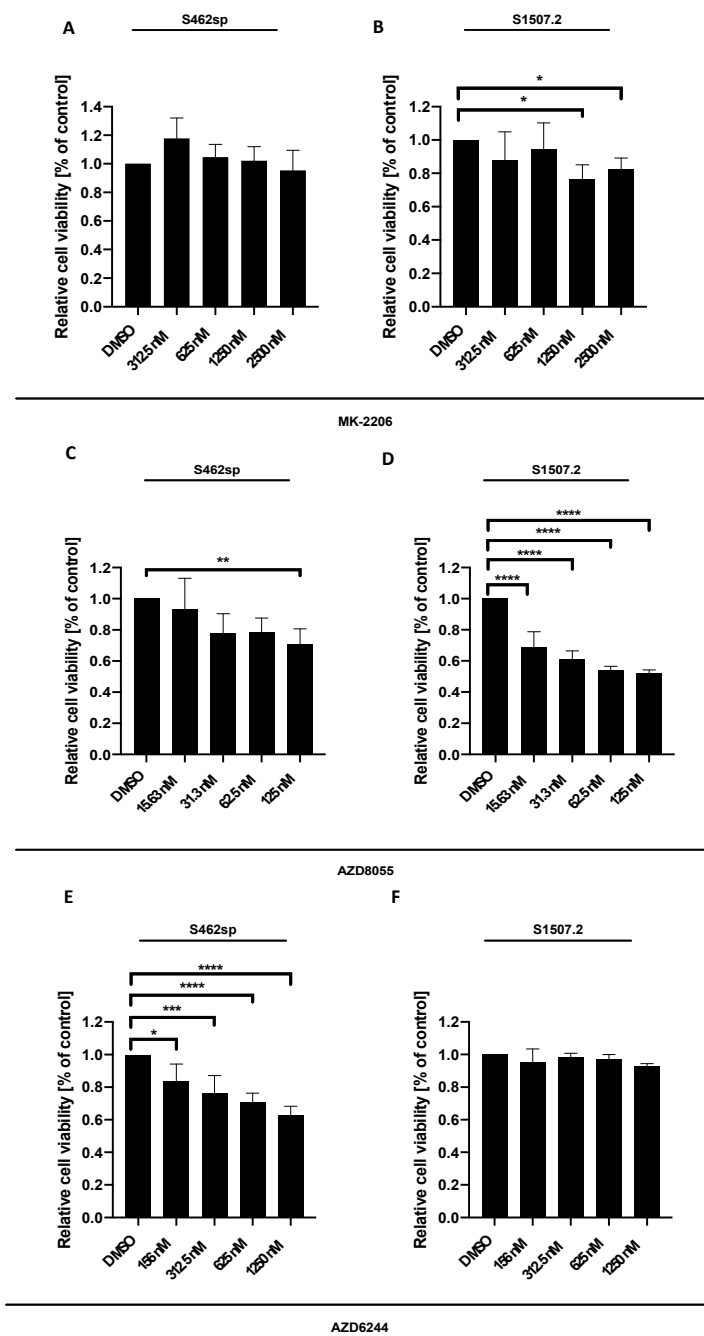 A
S462sp
Relative cell viability [% of control]
1.4
1.2
1.0
0.8
0.6
0.4
0.2
0.0
DMSO
312.5 nM
625 nM
1250 nM
2500 nM
B
S1507.2
*
*
Relative cell viability [% of control]
1.2
1.0
0.8
0.6
0.4
0.2
0.0
DMSO
312.5 nM
625 nM
1250 nM
2500 nM
MK-2206
C
S462sp
**
Relative cell viability [% of control]
1.2
1.0
0.8
0.6
0.4
0.2
0.0
DMSO
15.63 nM
31.3 nM
62.5 nM
125 nM
D
S1507.2
****
****
****
****
Relative cell viability [% of control]
1.2
1.0
0.8
0.6
0.4
0.2
0.0
DMSO
15.63 nM
31.3 nM
62.5 nM
125 nM
AZD8055
E
S462sp
****
****
***
*
Relative cell viability [% of control]
1.2
1.0
0.8
0.6
0.4
0.2
0.0
DMSO
156 nM
312.5 nM
625 nM
1250 nM
F
S1507.2
Relative cell viability [% of control]
1.2
1.0
0.8
0.6
0.4
0.2
0.0
DMSO
156 nM
312.5 nM
625 nM
1250 nM
AZD6244